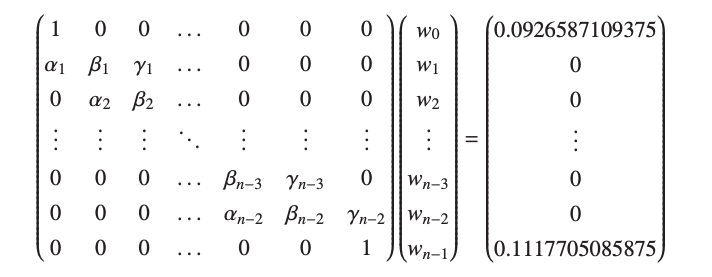 1 0 0 … 0 0 0 w₀ 0.0926587109375
α₁ β₁ γ₁ … 0 0 0 w₁ 0
0 α₂ β₂ … 0 0 0 w₂ 0
⋮ ⋮ ⋮ ⋱ ⋮ ⋮ ⋮ ⋮ = ⋮
0 0 0 … βₙ₋₃ γₙ₋₃ 0 wₙ₋₃ 0
0 0 0 … αₙ₋₂ βₙ₋₂ γₙ₋₂ wₙ₋₂ 0
0 0 0 … 0 0 1 wₙ₋₁ 0.1117705085875